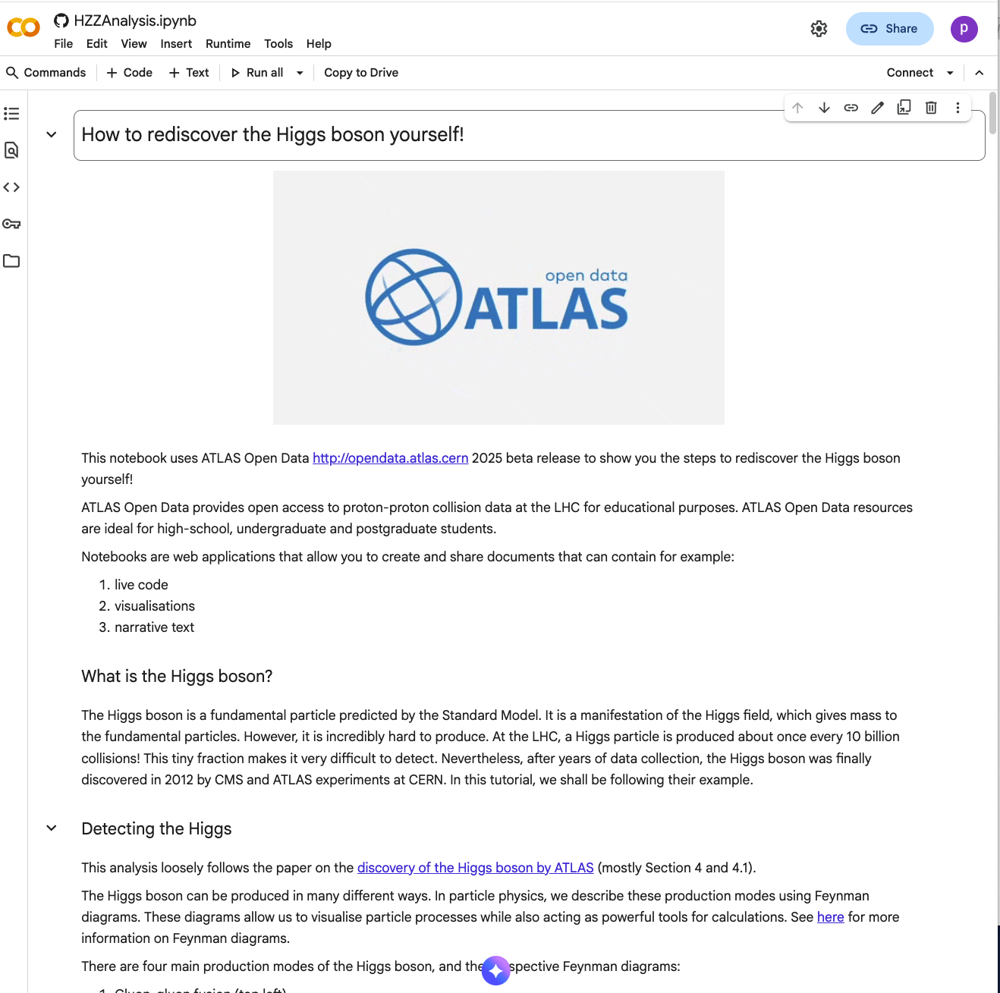 HZZAnalysis.ipynb
File Edit View Insert Runtime Tools Help
Share
p
Commands + Code + Text Run all Copy to Drive Connect
How to rediscover the Higgs boson yourself!
open data
ATLAS
This notebook uses ATLAS Open Data http://opendata.atlas.cern 2025 beta release to show you the steps to rediscover the Higgs boson
yourself!
ATLAS Open Data provides open access to proton-proton collision data at the LHC for educational purposes. ATLAS Open Data resources
are ideal for high-school, undergraduate and postgraduate students.
Notebooks are web applications that allow you to create and share documents that can contain for example:
1. live code
2. visualisations
3. narrative text
What is the Higgs boson?
The Higgs boson is a fundamental particle predicted by the Standard Model. It is a manifestation of the Higgs field, which gives mass to
the fundamental particles. However, it is incredibly hard to produce. At the LHC, a Higgs particle is produced about once every 10 billion
collisions! This tiny fraction makes it very difficult to detect. Nevertheless, after years of data collection, the Higgs boson was finally
discovered in 2012 by CMS and ATLAS experiments at CERN. In this tutorial, we shall be following their example.
Detecting the Higgs
This analysis loosely follows the paper on the discovery of the Higgs boson by ATLAS (mostly Section 4 and 4.1).
The Higgs boson can be produced in many different ways. In particle physics, we describe these production modes using Feynman
diagrams. These diagrams allow us to visualise particle processes while also acting as powerful tools for calculations. See here for more
information on Feynman diagrams.
There are four main production modes of the Higgs boson, and the spective Feynman diagrams:
1. Gluon-gluon fusion (top left)